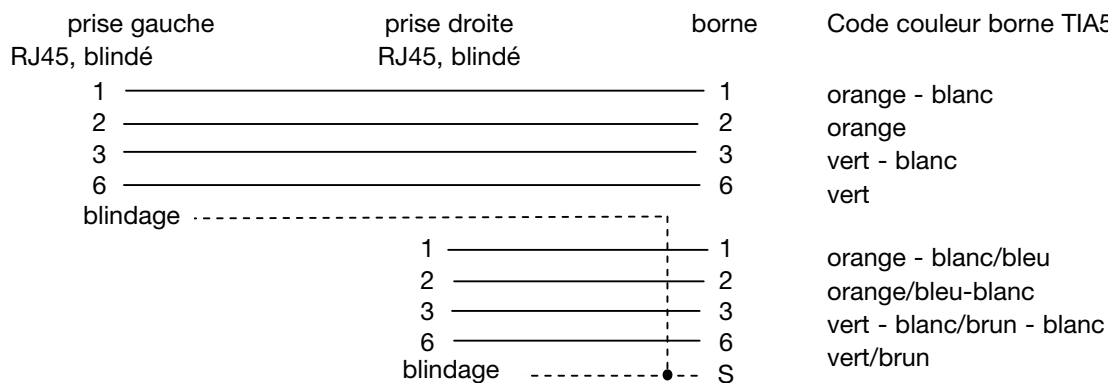 prise gauche prise droite borne Code couleur borne TIA5
RJ45, blindé RJ45, blindé
1 1 orange - blanc
2 2 orange
3 3 vert - blanc
6 6 vert
blindage
1 1 orange - blanc/bleu
2 2 orange/bleu-blanc
3 3 vert - blanc/brun - blanc
6 6 vert/brun
blindage S